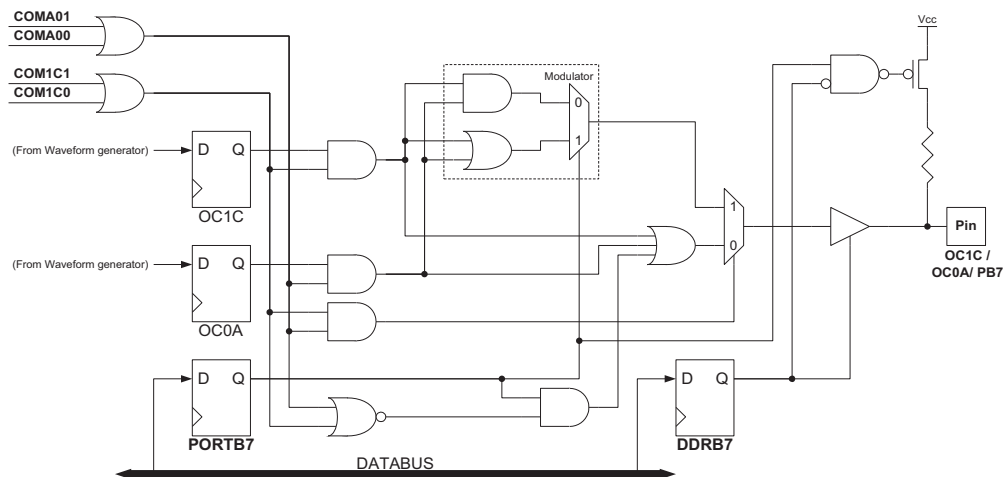 COMA01
COMA00
Vcc
COM1C1
COM1C0
Modulator
0
1
(From Waveform generator)
D Q
OC1C
1
0
Pin
OC1C /
OC0A/ PB7
(From Waveform generator)
D Q
OC0A
D Q
PORTB7
D Q
DDRB7
DATABUS